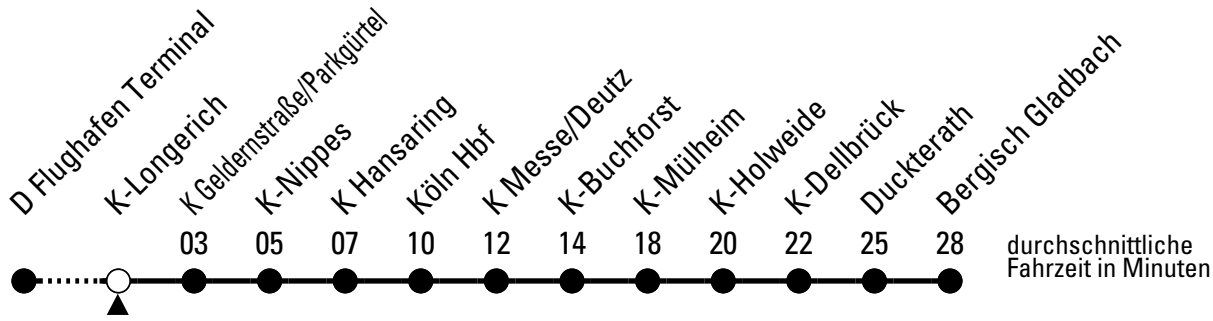 D Flughafen Terminal
K-Longerich
K Geldernstraße/Parkgürtel
K-Nippes
K Hansaring
Köln Hbf
K Messe/Deutz
K-Buchforst
K-Mülheim
K-Holweide
K-Dellbrück
Duckterath
Bergisch Gladbach
03 05 07 10 12 14 18 20 22 25 28
durchschnittliche
Fahrzeit in Minuten